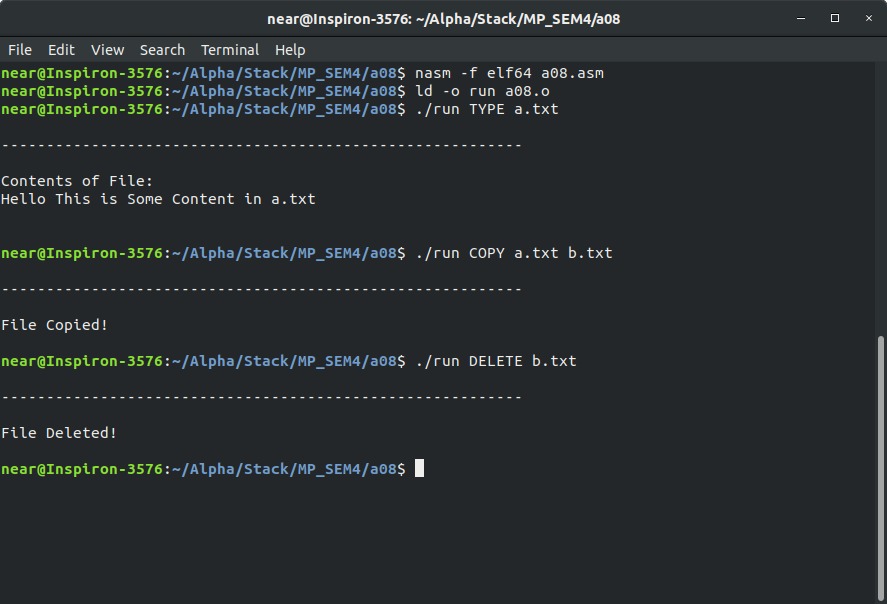 near@Inspiron-3576: ~/Alpha/Stack/MP_SEM4/a08
File Edit View Search Terminal Help
near@Inspiron-3576:~/Alpha/Stack/MP_SEM4/a08$ nasm -f elf64 a08.asm
near@Inspiron-3576:~/Alpha/Stack/MP_SEM4/a08$ ld -o run a08.o
near@Inspiron-3576:~/Alpha/Stack/MP_SEM4/a08$ ./run TYPE a.txt
----------------------------------------------------------
Contents of File:
Hello This is Some Content in a.txt
near@Inspiron-3576:~/Alpha/Stack/MP_SEM4/a08$ ./run COPY a.txt b.txt
----------------------------------------------------------
File Copied!
near@Inspiron-3576:~/Alpha/Stack/MP_SEM4/a08$ ./run DELETE b.txt
----------------------------------------------------------
File Deleted!
near@Inspiron-3576:~/Alpha/Stack/MP_SEM4/a08$